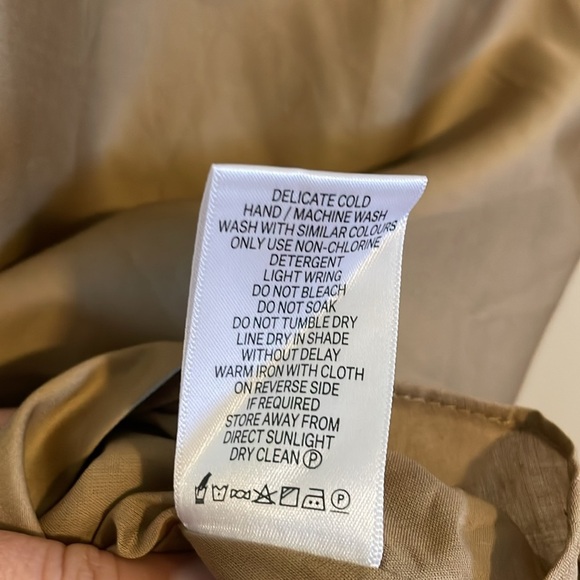 DELICATE COLD
HAND / MACHINE WASH
WASH WITH SIMILAR COLOURS
ONLY USE NON-CHLORINE
DETERGENT
LIGHT WRING
DO NOT BLEACH
DO NOT SOAK
DO NOT TUMBLE DRY
LINE DRY IN SHADE
WITHOUT DELAY
WARM IRON WITH CLOTH
ON REVERSE SIDE
IF REQUIRED
STORE AWAY FROM
DIRECT SUNLIGHT
DRY CLEAN Ⓟ
Ⓟ